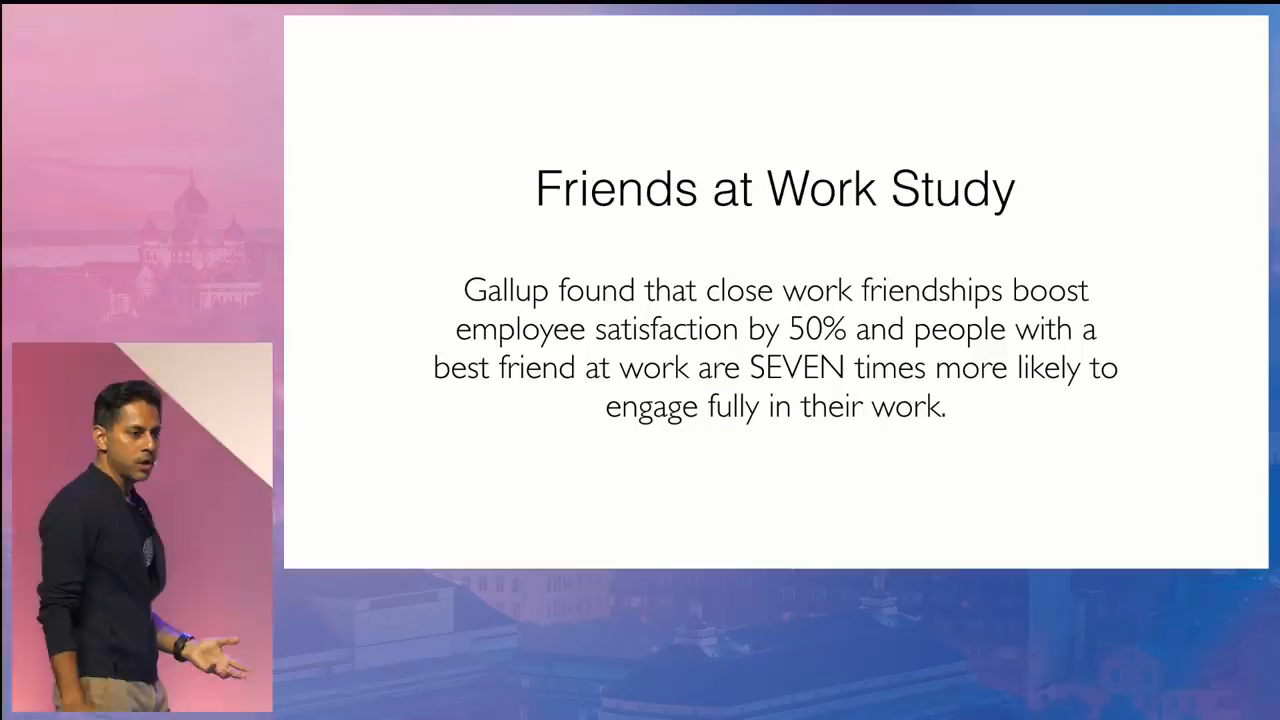 Friends at Work Study
Gallup found that close work friendships boost
employee satisfaction by 50% and people with a
best friend at work are SEVEN times more likely to
engage fully in their work.